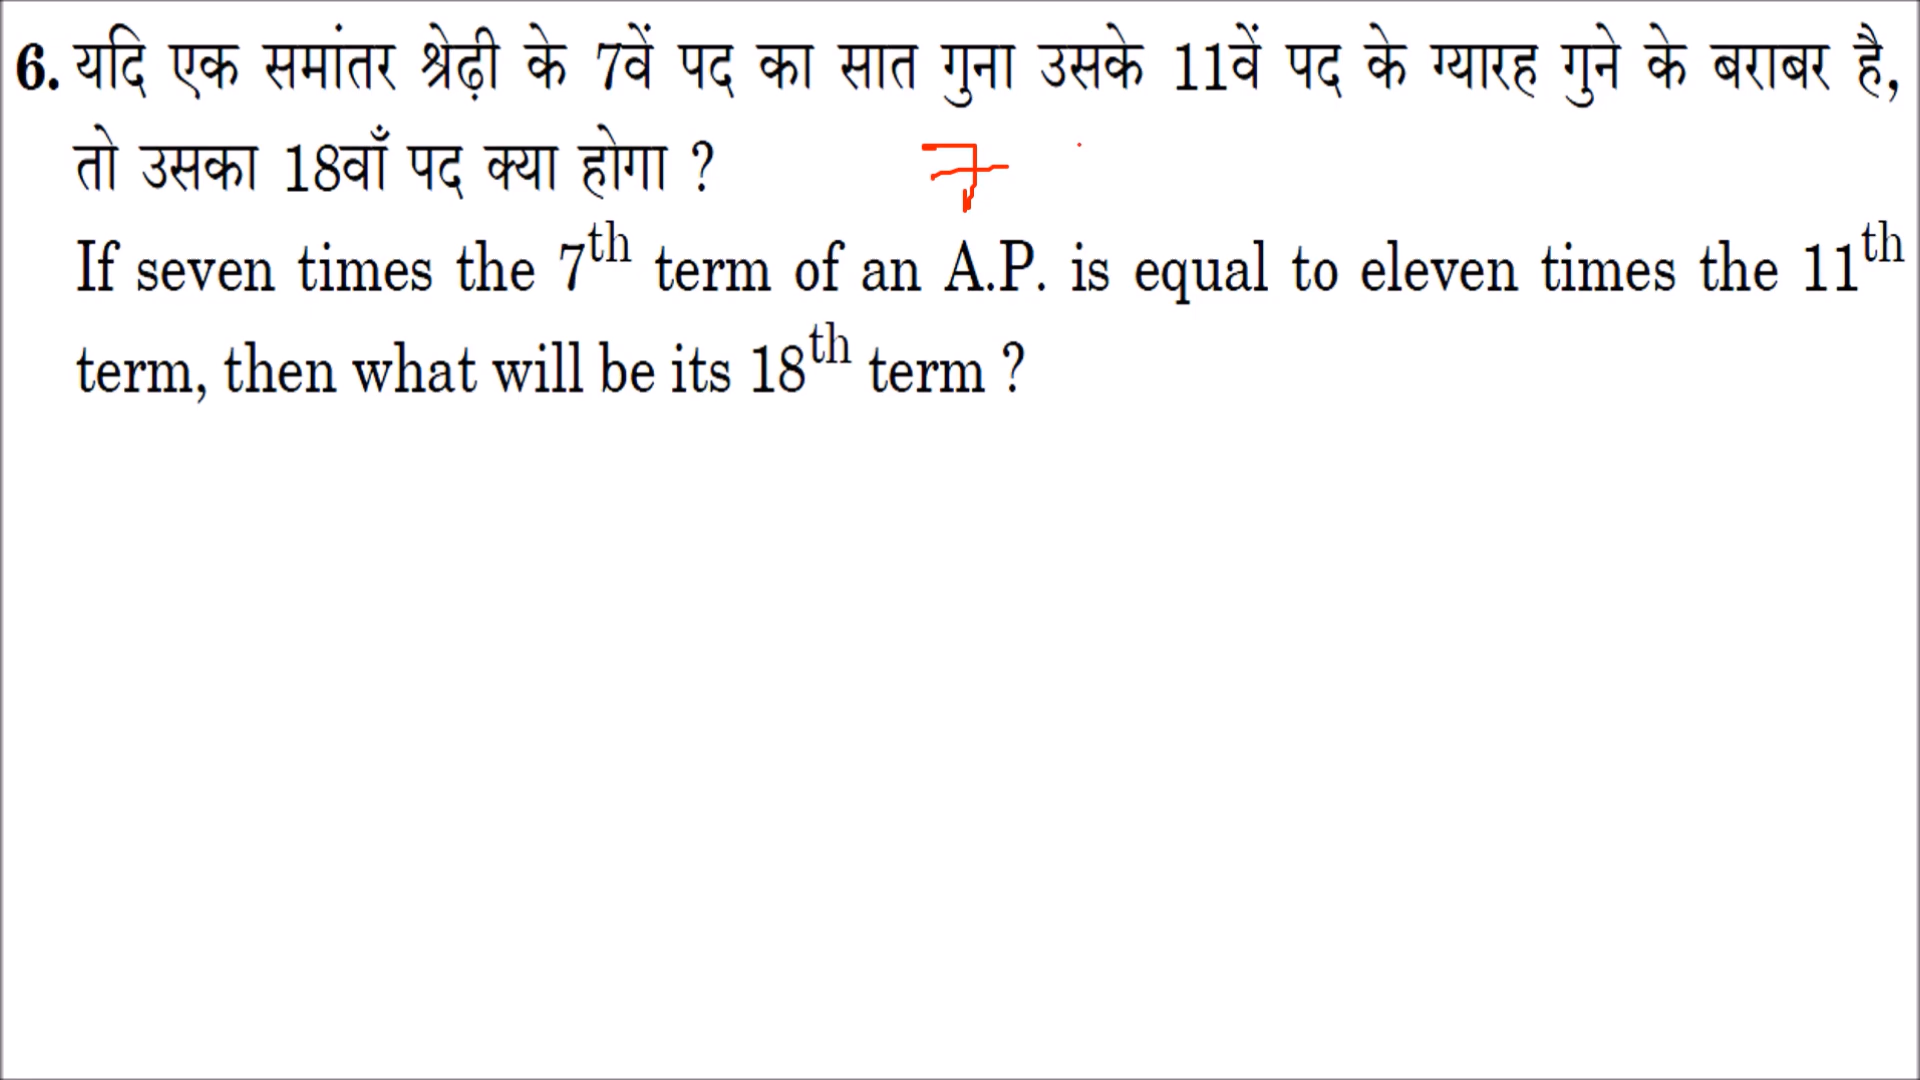 6. यदि एक समांतर श्रेढ़ी के 7वें पद का सात गुना उसके 11वें पद के ग्यारह गुने के बराबर है,
तो उसका 18वाँ पद क्या होगा ?
7
If seven times the 7th term of an A.P. is equal to eleven times the 11th
term, then what will be its 18th term ?